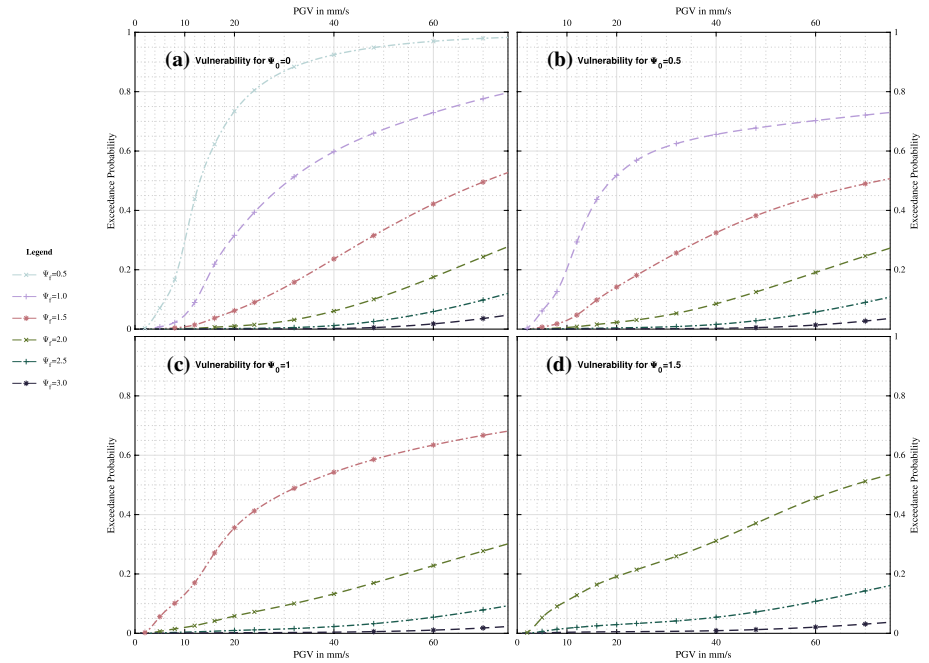 PGV in mm/s PGV in mm/s
0 20 40 60 0 10 20 40 60
1 1
(a) Vulnerability for Ψ0=0 (b) Vulnerability for Ψ0=0.5
0.8 0.8
0.6 0.6
Exceedance Probability Exceedance Probability
0.4 0.4
0.2 0.2
0 0
Legend
Ψf=0.5
Ψf=1.0
Ψf=1.5
Ψf=2.0
Ψf=2.5
Ψf=3.0
1
(c) Vulnerability for Ψ0=1 (d) Vulnerability for Ψ0=1.5
0.8 0.8
0.6 0.6
Exceedance Probability Exceedance Probability
0.4 0.4
0.2 0.2
0 0
0 10 20 40 60 10 20 40 60
PGV in mm/s PGV in mm/s